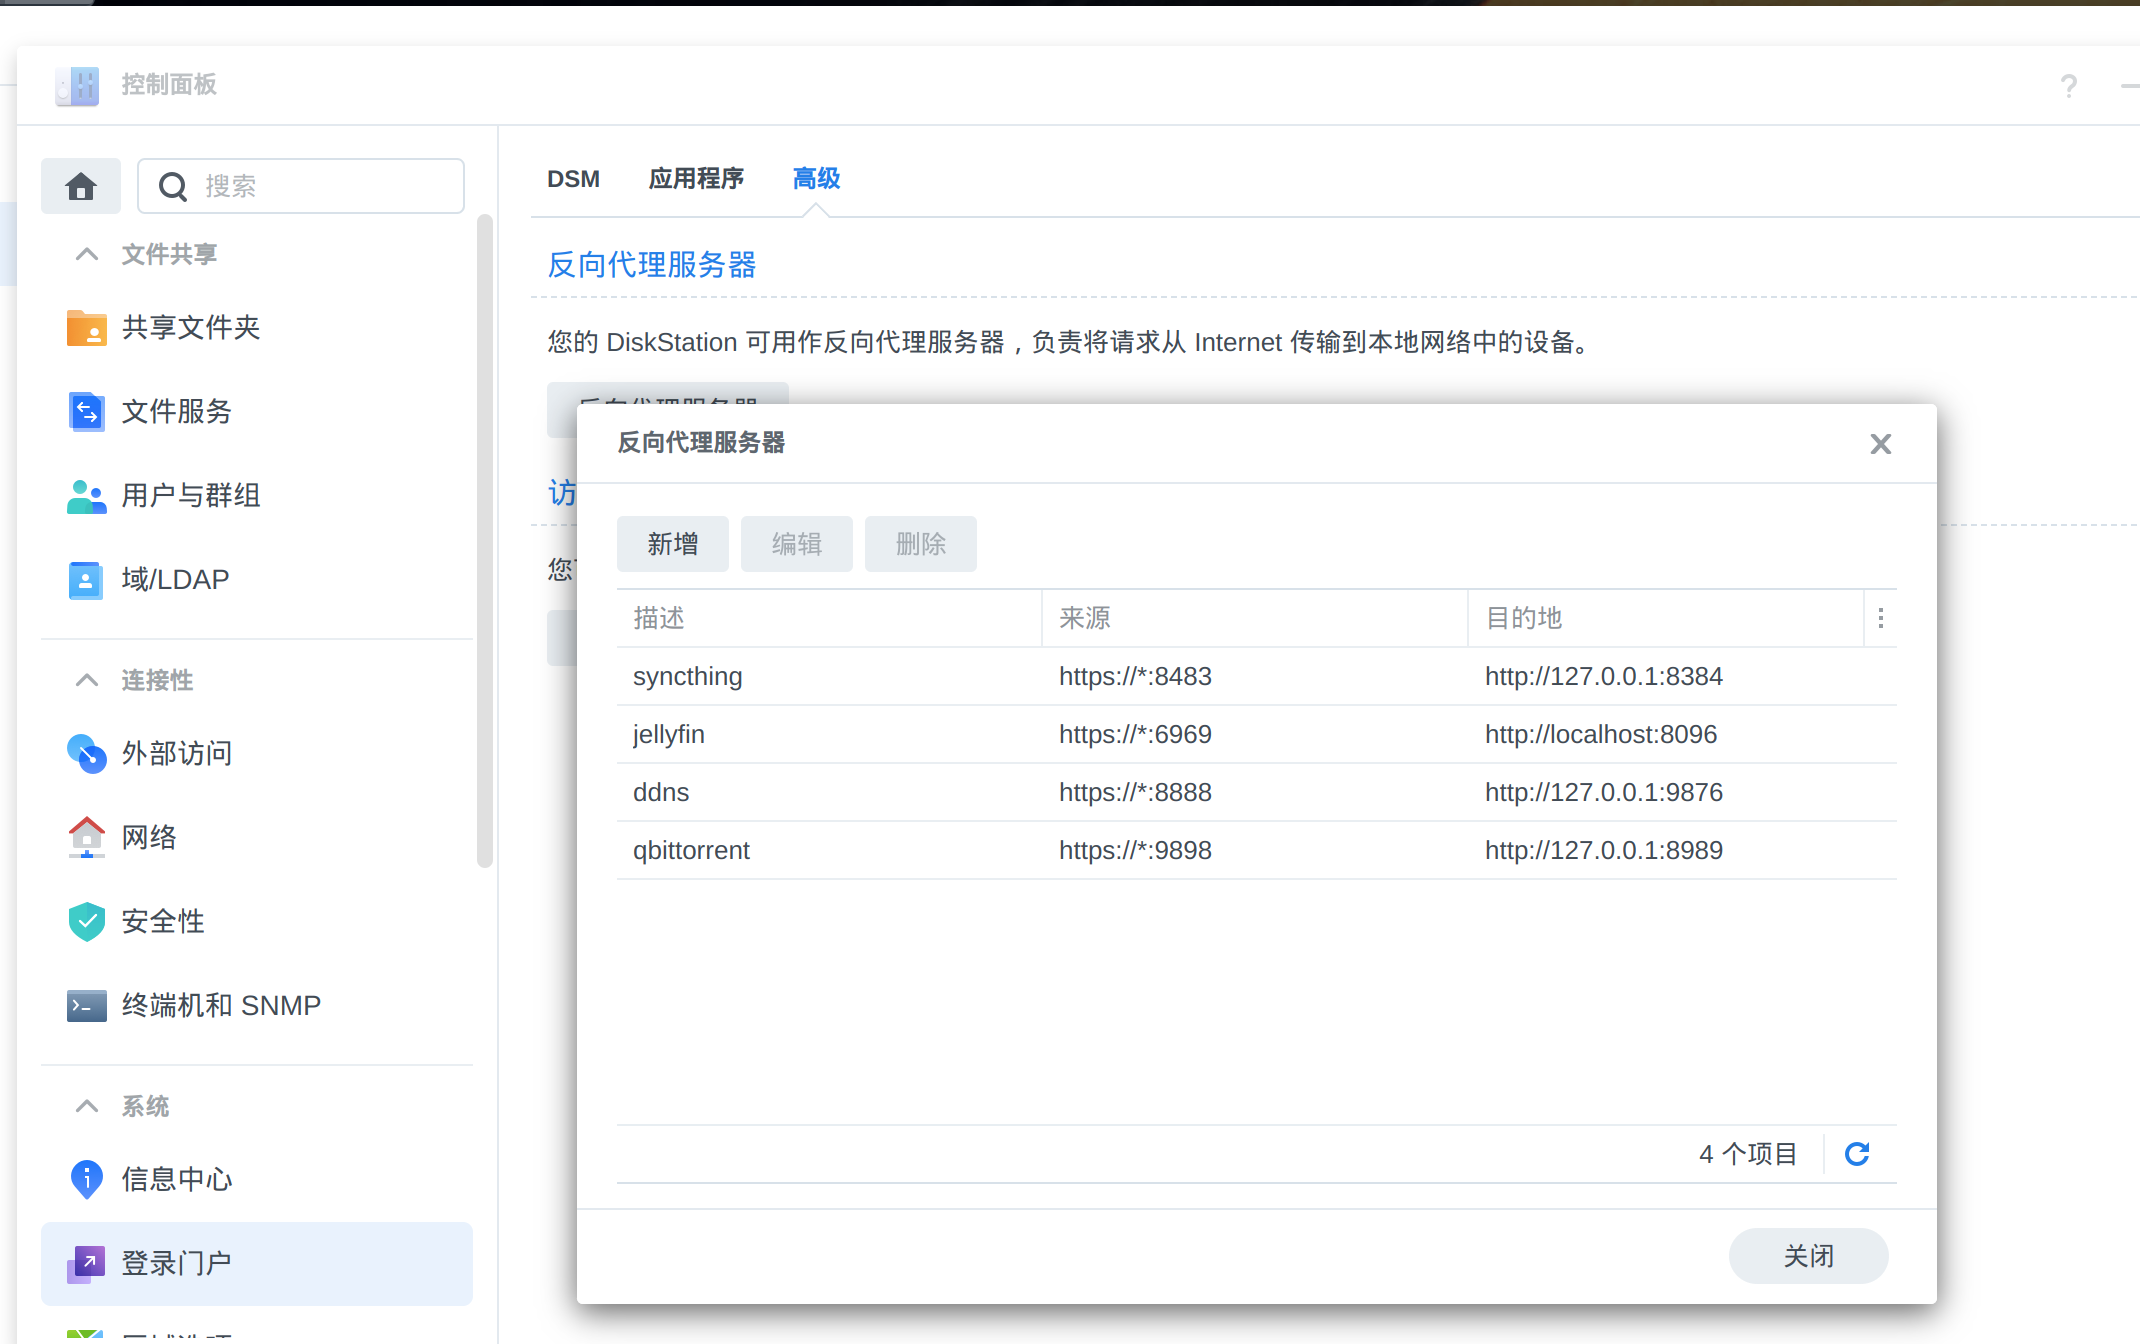 控制面板
搜索
文件共享
共享文件夹
文件服务
用户与群组
域/LDAP
连接性
外部访问
网络
安全性
终端机和 SNMP
系统
信息中心
登录门户
DSM 应用程序 高级
反向代理服务器
您的 DiskStation 可用作反向代理服务器，负责将请求从 Internet 传输到本地网络中的设备。
反向代理服务器
访
您
反向代理服务器
新增 编辑 删除
描述 来源 目的地
syncthing https://*:8483 http://127.0.0.1:8384
jellyfin https://*:6969 http://localhost:8096
ddns https://*:8888 http://127.0.0.1:9876
qbittorrent https://*:9898 http://127.0.0.1:8989
4 个项目
关闭